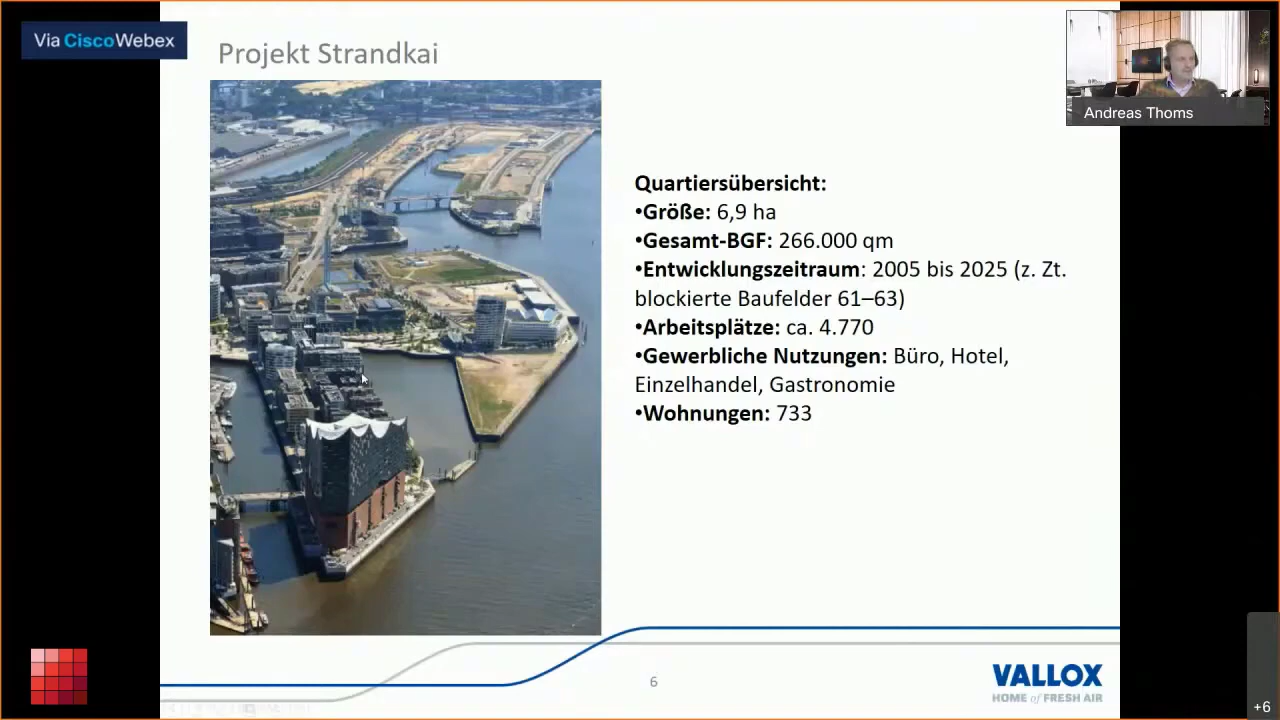 Via CiscoWebex
Projekt Strandkai
Andreas Thoms
Quartiersübersicht:
•Größe: 6,9 ha
•Gesamt-BGF: 266.000 qm
•Entwicklungszeitraum: 2005 bis 2025 (z. Zt.
blockierte Baufelder 61–63)
•Arbeitsplätze: ca. 4.770
•Gewerbliche Nutzungen: Büro, Hotel,
Einzelhandel, Gastronomie
•Wohnungen: 733
6
VALLOX
HOME of FRESH AIR
+6